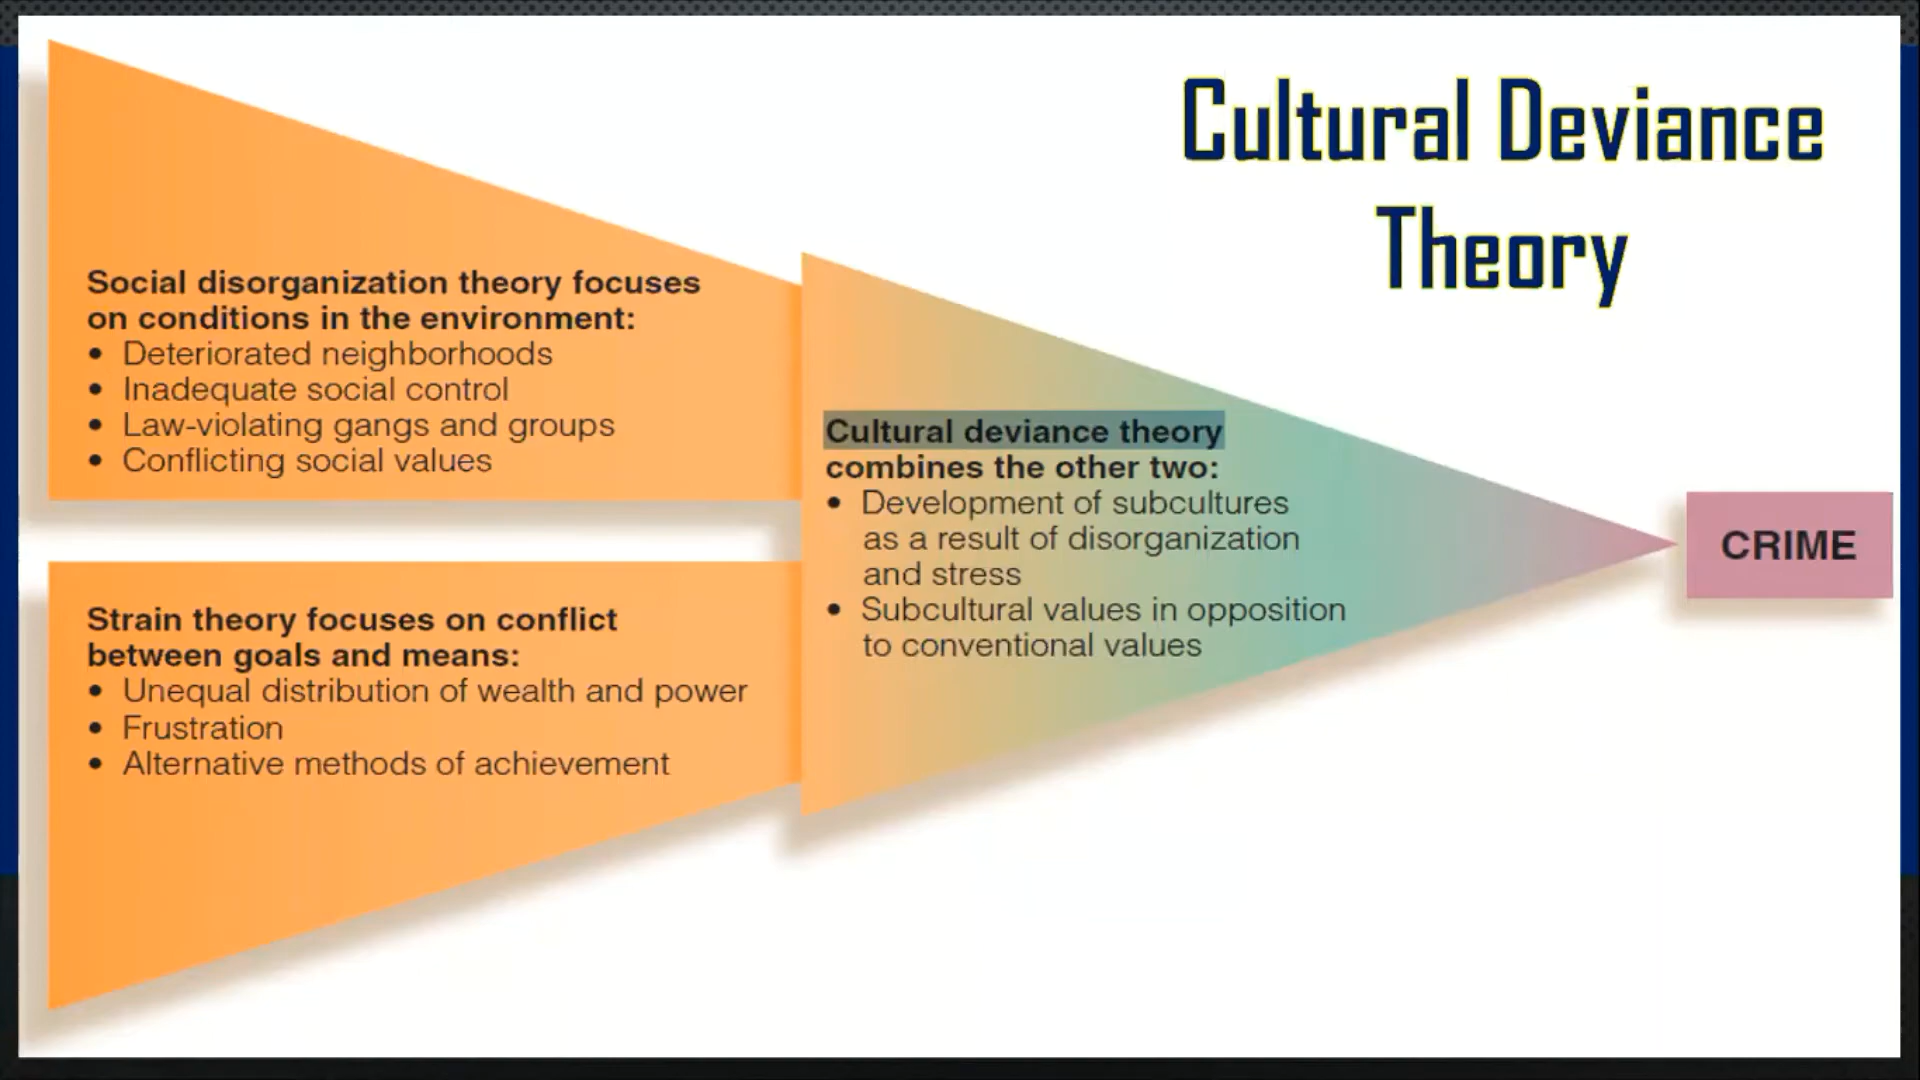 Cultural Deviance
Theory
Social disorganization theory focuses
on conditions in the environment:
• Deteriorated neighborhoods
• Inadequate social control
• Law-violating gangs and groups
• Conflicting social values
Strain theory focuses on conflict
between goals and means:
• Unequal distribution of wealth and power
• Frustration
• Alternative methods of achievement
Cultural deviance theory
combines the other two:
• Development of subcultures
as a result of disorganization
and stress
• Subcultural values in opposition
to conventional values
CRIME